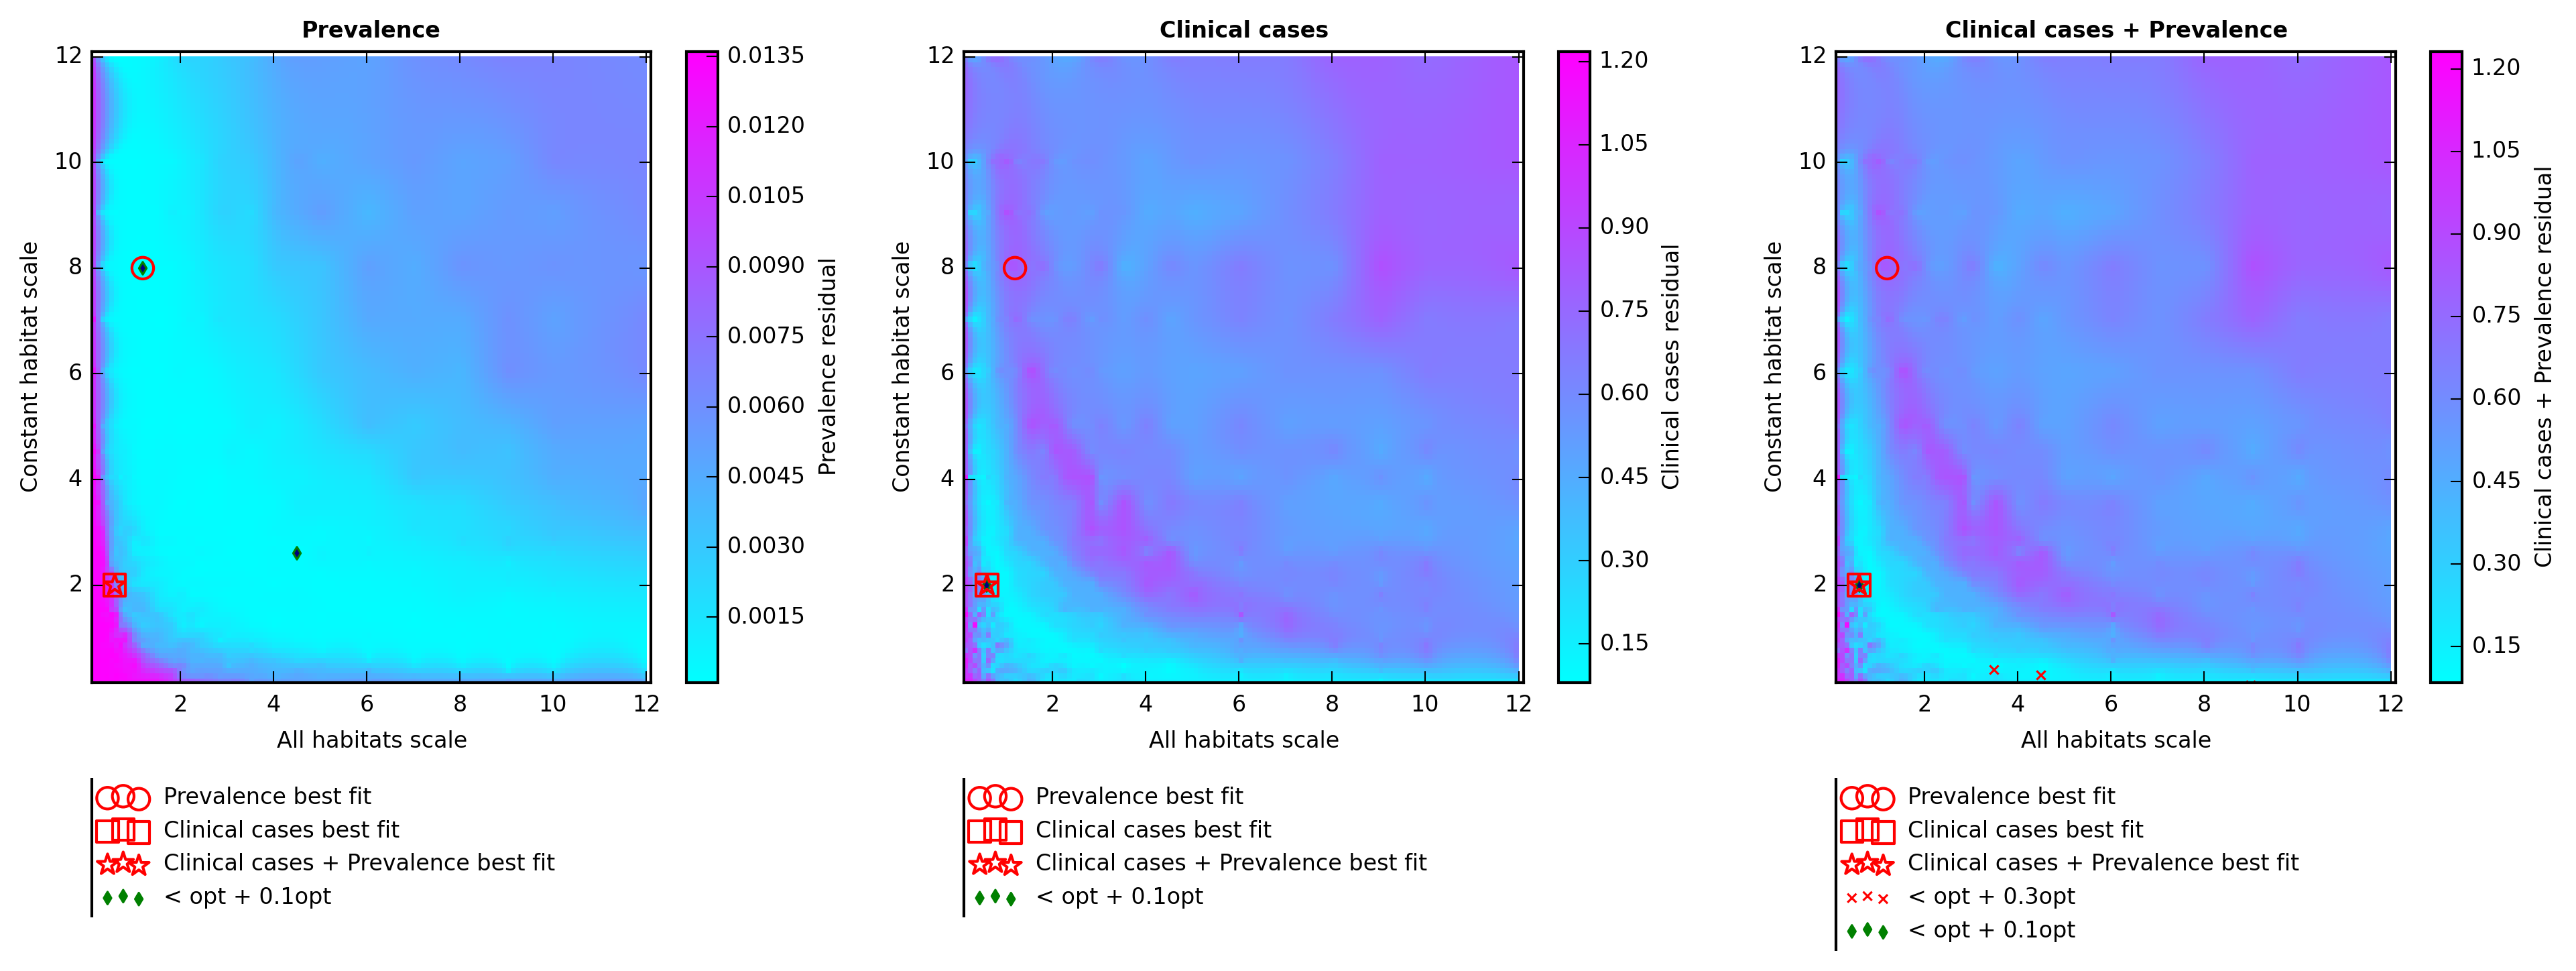 Prevalence
12
10
8
6
4
2
Constant habitat scale
2 4 6 8 10 12
All habitats scale
0.0135
0.0120
0.0105
0.0090
0.0075
0.0060
0.0045
0.0030
0.0015
Prevalence residual
Prevalence best fit
Clinical cases best fit
Clinical cases + Prevalence best fit
< opt + 0.1opt
Clinical cases
12
10
8
6
4
2
Constant habitat scale
2 4 6 8 10 12
All habitats scale
1.20
1.05
0.90
0.75
0.60
0.45
0.30
0.15
Clinical cases residual
Prevalence best fit
Clinical cases best fit
Clinical cases + Prevalence best fit
< opt + 0.1opt
Clinical cases + Prevalence
12
10
8
6
4
2
Constant habitat scale
2 4 6 8 10 12
All habitats scale
1.20
1.05
0.90
0.75
0.60
0.45
0.30
0.15
Clinical cases + Prevalence residual
Prevalence best fit
Clinical cases best fit
Clinical cases + Prevalence best fit
< opt + 0.3opt
< opt + 0.1opt